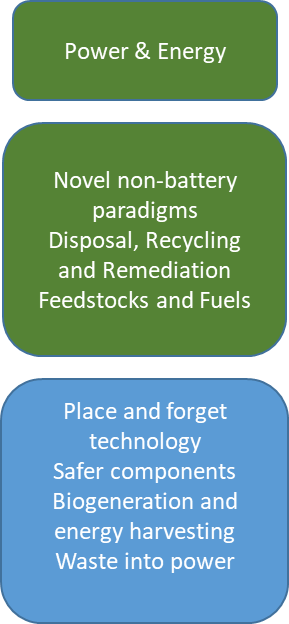 Power & Energy
Novel non-battery
paradigms
Disposal, Recycling
and Remediation
Feedstocks and Fuels
Place and forget
technology
Safer components
Biogeneration and
energy harvesting
Waste into power